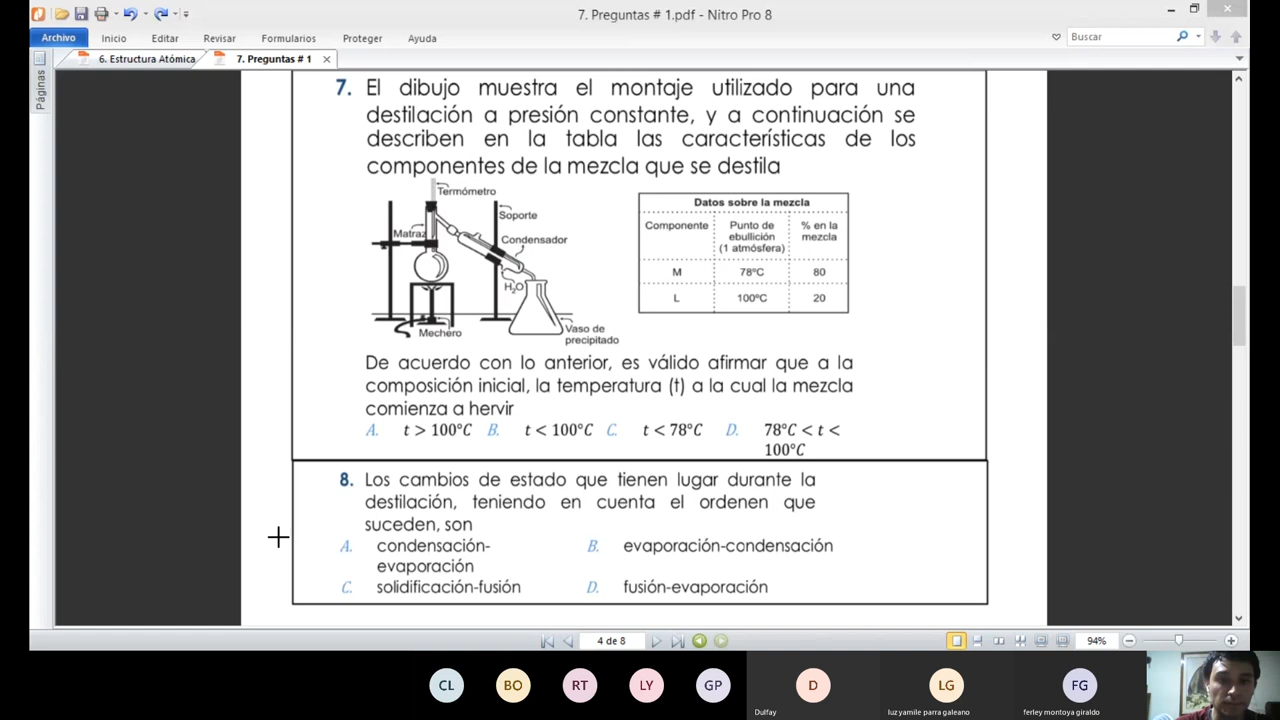 7. Preguntas # 1.pdf - Nitro Pro 8
Archivo Inicio Editar Revisar Formularios Proteger Ayuda Buscar
6. Estructura Atómica 7. Preguntas # 1
Páginas
7. El dibujo muestra el montaje utilizado para una
destilación a presión constante, y a continuación se
describen en la tabla las características de los
componentes de la mezcla que se destila
Termómetro
Soporte
Matraz
Condensador
H2O
Mechero
Vaso de
precipitado
Datos sobre la mezcla
Componente Punto de ebullición (1 atmósfera) % en la mezcla
M 78ºC 80
L 100ºC 20
De acuerdo con lo anterior, es válido afirmar que a la
composición inicial, la temperatura (t) a la cual la mezcla
comienza a hervir
A. t > 100°C B. t < 100°C C. t < 78°C D. 78°C < t <
100°C
8. Los cambios de estado que tienen lugar durante la
destilación, teniendo en cuenta el ordenen que
suceden, son
A. condensación- B. evaporación-condensación
evaporación
C. solidificación-fusión D. fusión-evaporación
4 de 8 94%
CL BO RT LY GP D LG FG
Dulfay luz yamile parra galeano ferley montoya giraldo